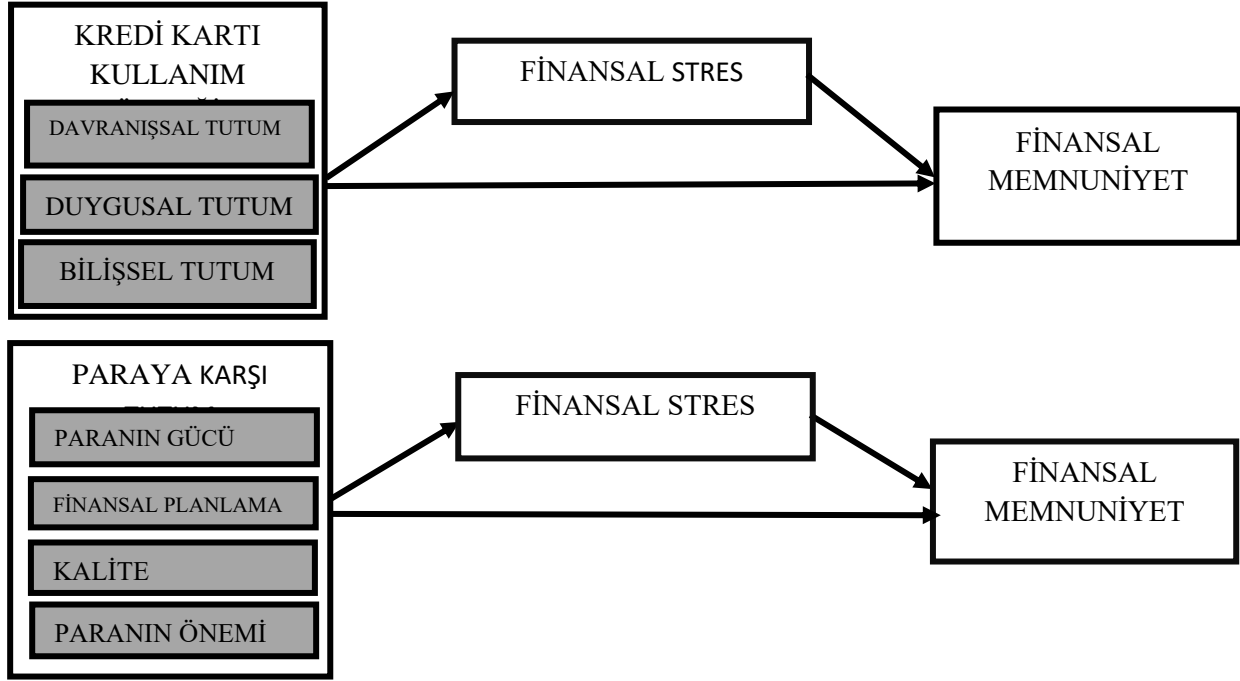 KREDİ KARTI
KULLANIM
DAVRANIŞSAL TUTUM
DUYGUSAL TUTUM
BİLİŞSEL TUTUM
FİNANSAL STRES
FİNANSAL
MEMNUNİYET
PARAYA KARŞI
PARANIN GÜCÜ
FİNANSAL PLANLAMA
KALİTE
PARANIN ÖNEMİ
FİNANSAL STRES
FİNANSAL
MEMNUNİYET